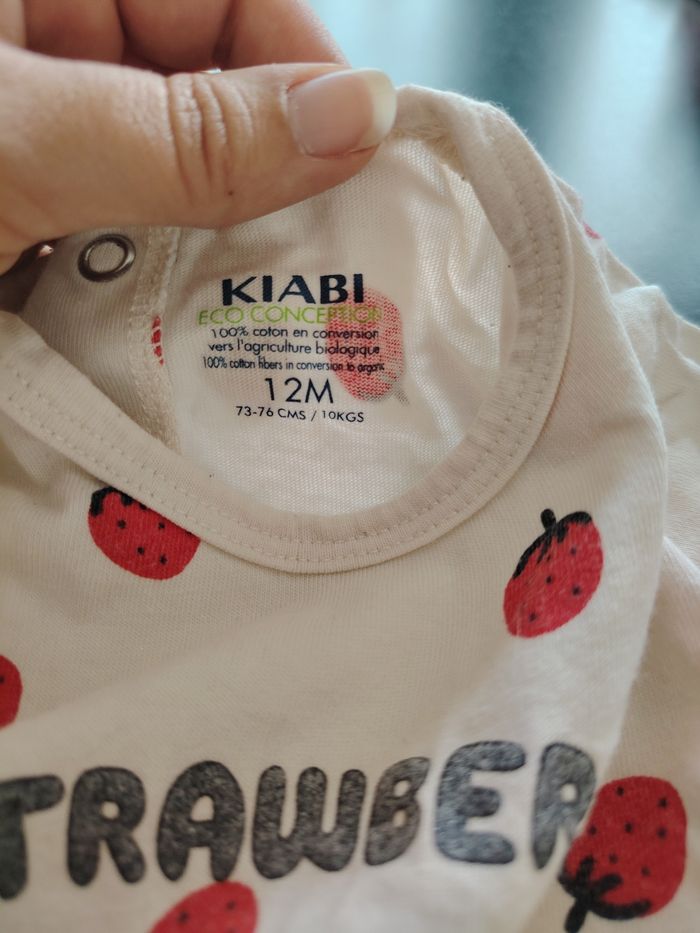 KIABI
ECO CONCEPTION
100% coton en conversion
vers l'agriculture biologique
100% cotton fibers in conversion to organic
12M
73-76 CMS / 10KGS
TRAWBER